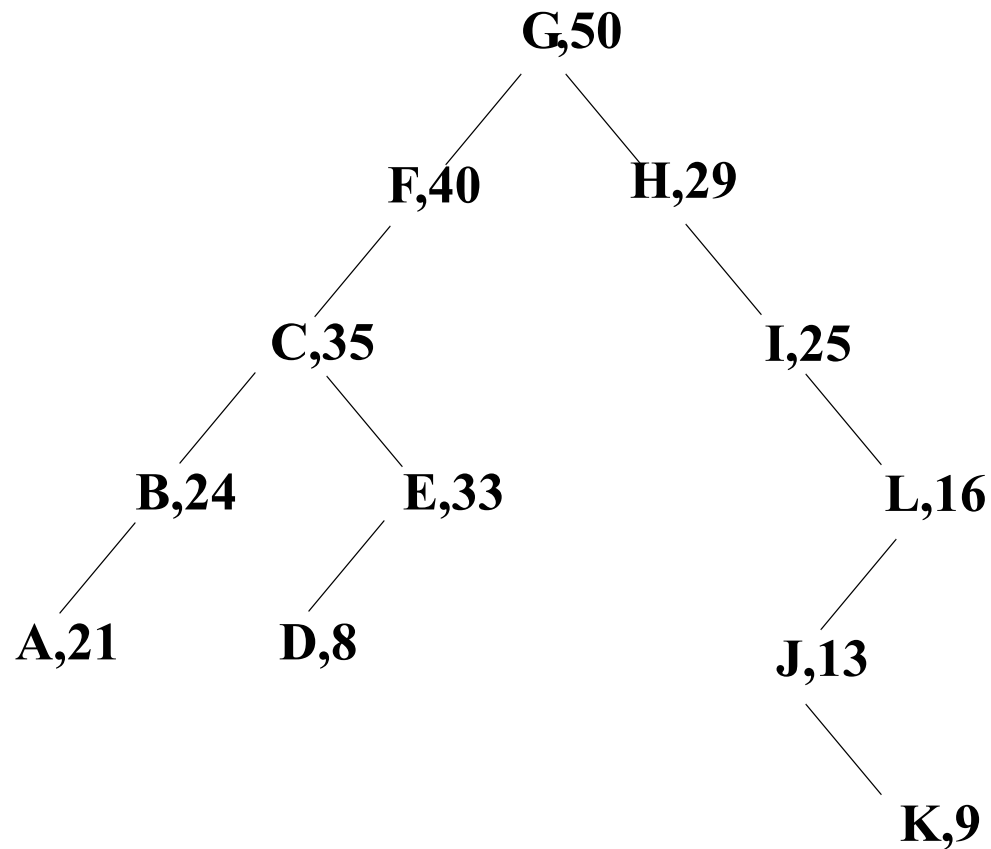 G,50
F,40
H,29
C,35
I,25
B,24
E,33
L,16
A,21
D,8
J,13
K,9